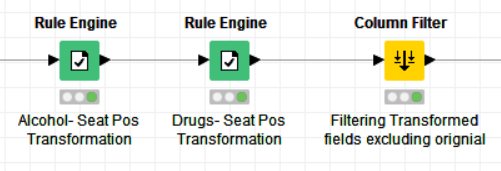 Rule Engine
Rule Engine
Column Filter
Alcohol- Seat Pos
Transformation
Drugs- Seat Pos
Transformation
Filtering Transformed
fields excluding orignial